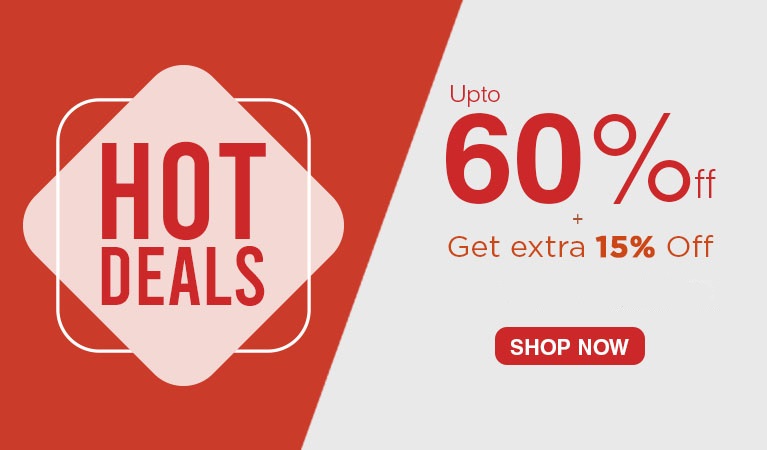 HOT
DEALS
Upto
60%off
+
Get extra 15% Off
SHOP NOW